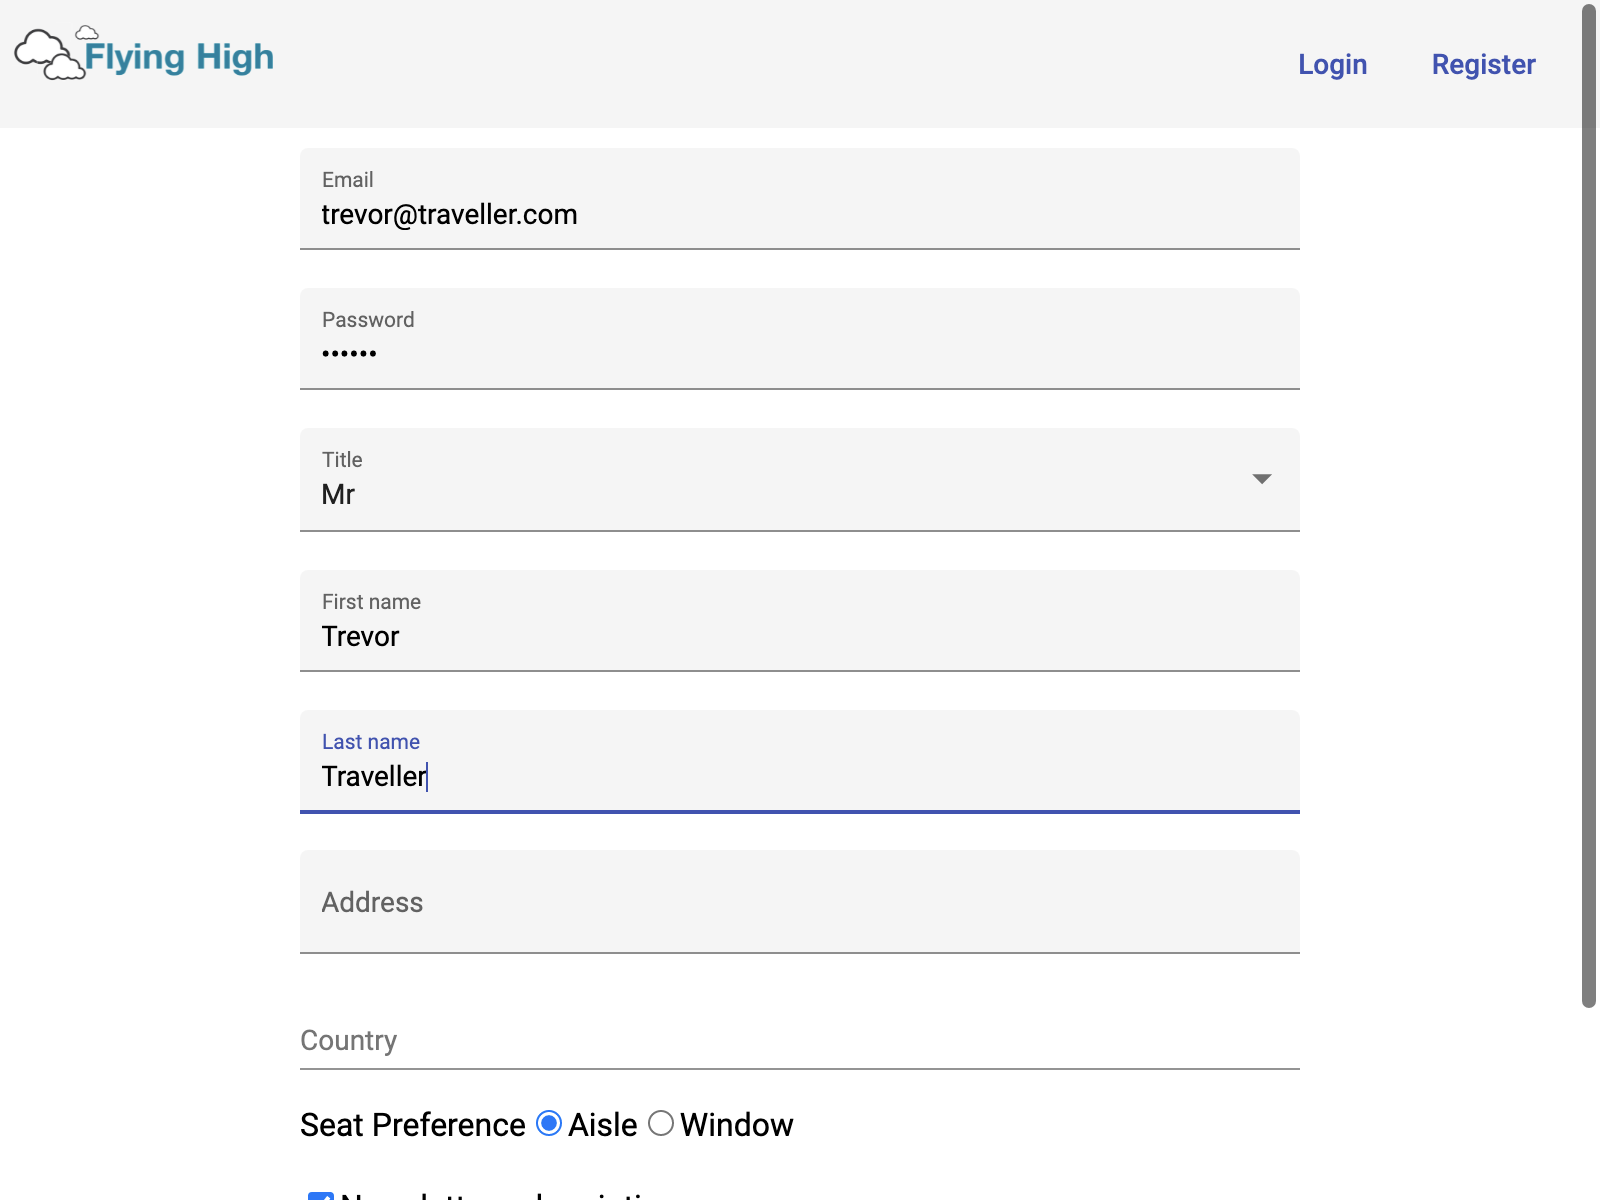 Flying High
Login Register
Email
trevor@traveller.com
Password
••••••
Title
Mr
First name
Trevor
Last name
Traveller
Address
Country
Seat Preference Aisle Window